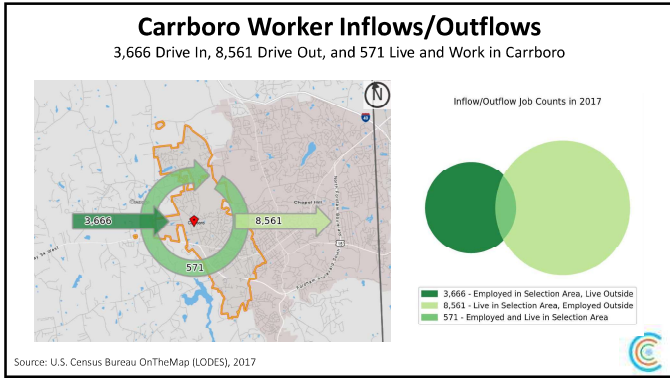 Carrboro Worker Inflows/Outflows
3,666 Drive In, 8,561 Drive Out, and 571 Live and Work in Carrboro
N
Inflow/Outflow Job Counts in 2017
Chapel Hill
3,666
8,561
571
3,666 - Employed in Selection Area, Live Outside
8,561 - Live in Selection Area, Employed Outside
571 - Employed and Live in Selection Area
Source: U.S. Census Bureau OnTheMap (LODES), 2017